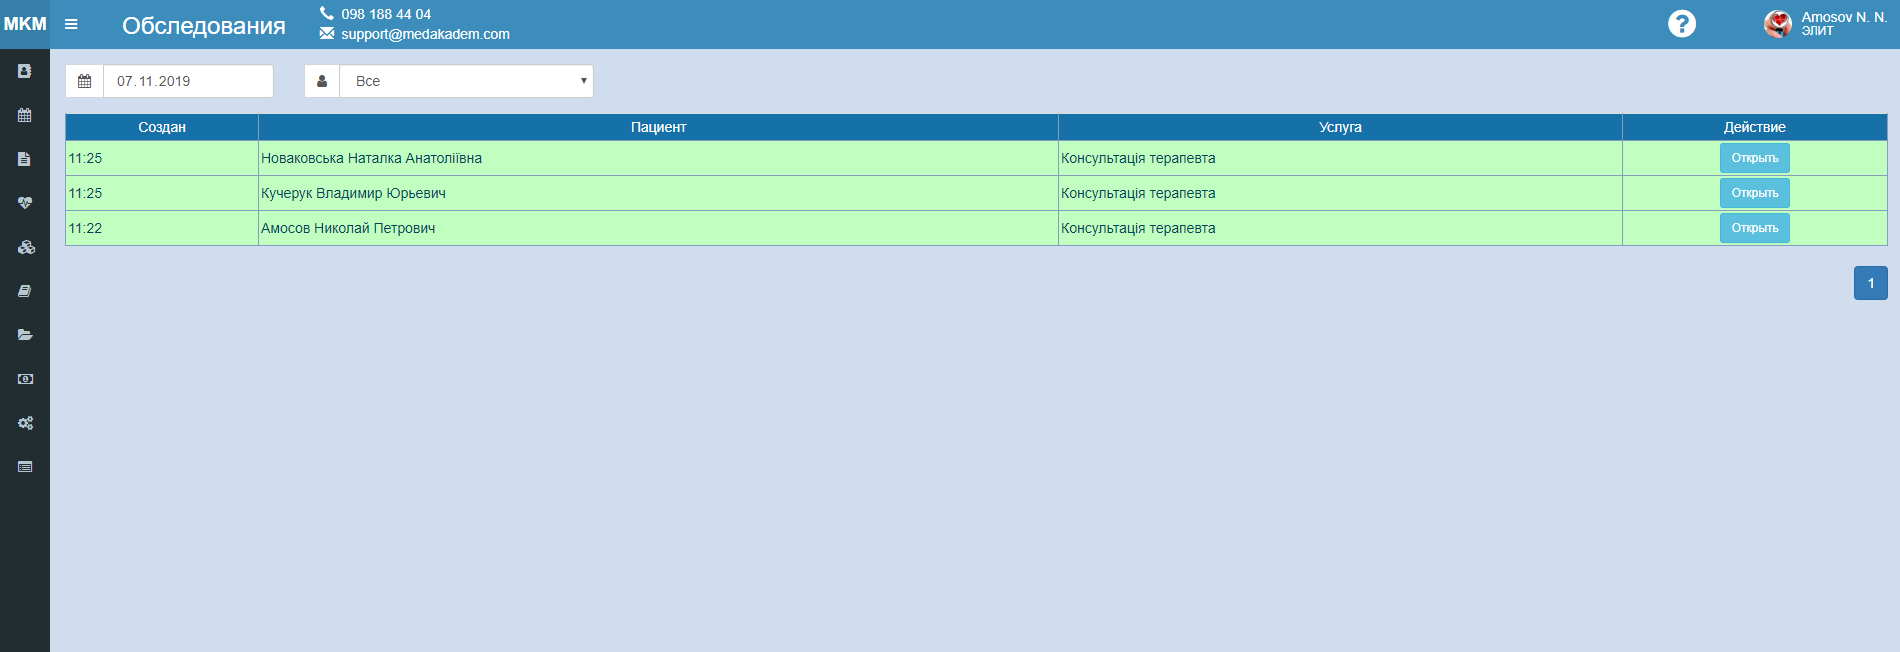 МКМ
Обследования
098 188 44 04
support@medakadem.com
?
Amosov N. N.
ЭЛИТ
07.11.2019
Все
Создан Пациент Услуга Действие
11:25 Новаковська Наталка Анатоліївна Консультація терапевта Открыть
11:25 Кучерук Владимир Юрьевич Консультація терапевта Открыть
11:22 Амосов Николай Петрович Консультація терапевта Открыть
1